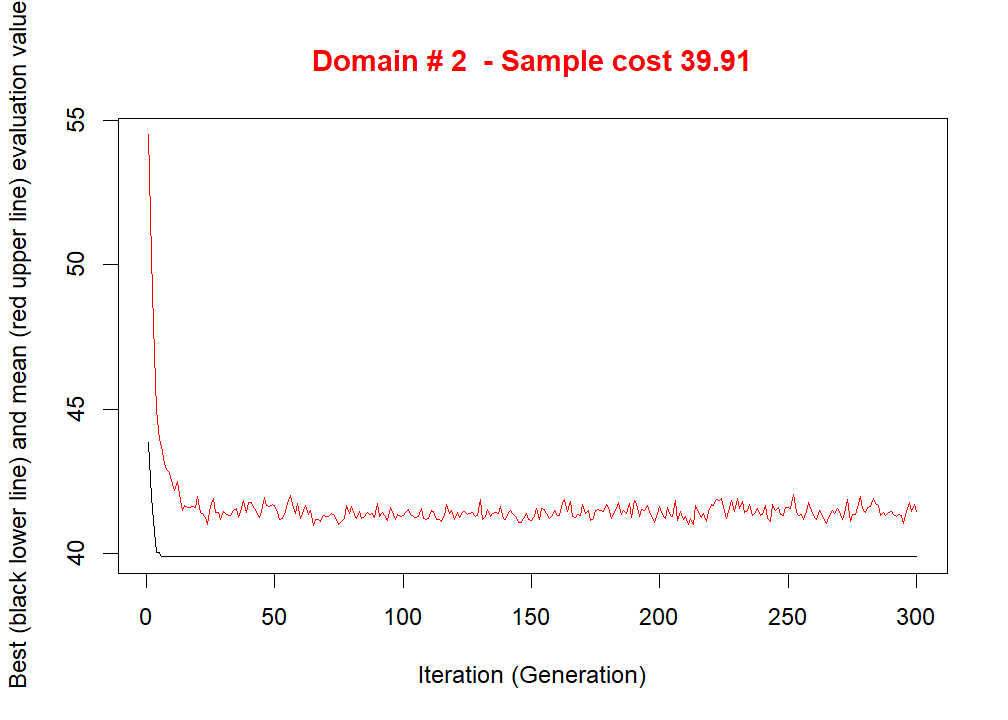 Domain # 2  - Sample cost 39.91
Best (black lower line) and mean (red upper line) evaluation value
55
50
45
40
0 50 100 150 200 250 300
Iteration (Generation)